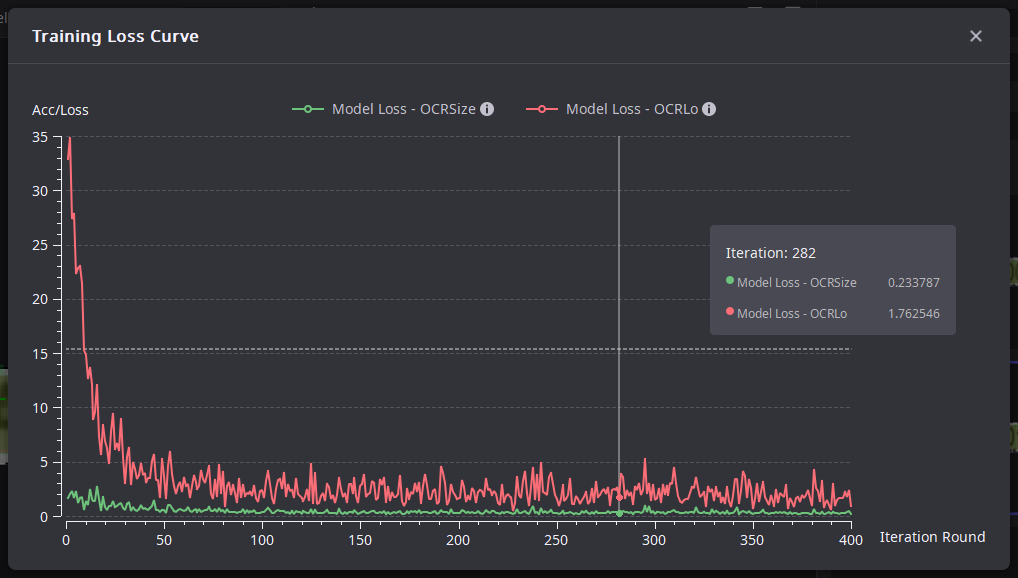 Training Loss Curve
Acc/Loss
Model Loss - OCRSize
Model Loss - OCRLo
35
30
25
20
15
10
5
0
Iteration: 282
Model Loss - OCRSize 0.233787
Model Loss - OCRLo 1.762546
0 50 100 150 200 250 300 350 400
Iteration Round